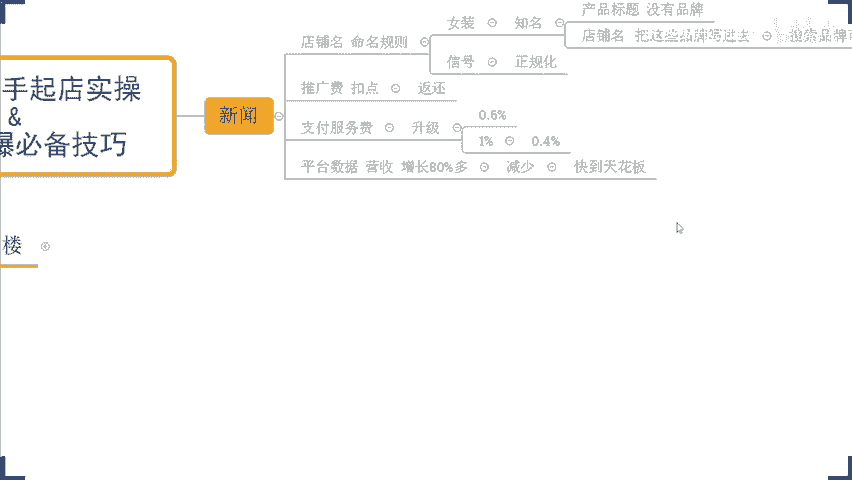 手起店实操
&
爆必备技巧
楼
新闻
店铺名 命名规则
女装 知名
产品标题 没有品牌
店铺名 把这些品牌写进去 搜索品牌
信号 正规化
推广费 扣点 返还
支付服务费 升级
0.6%
1% 0.4%
平台数据 营收 增长80%多 减少 快到天花板